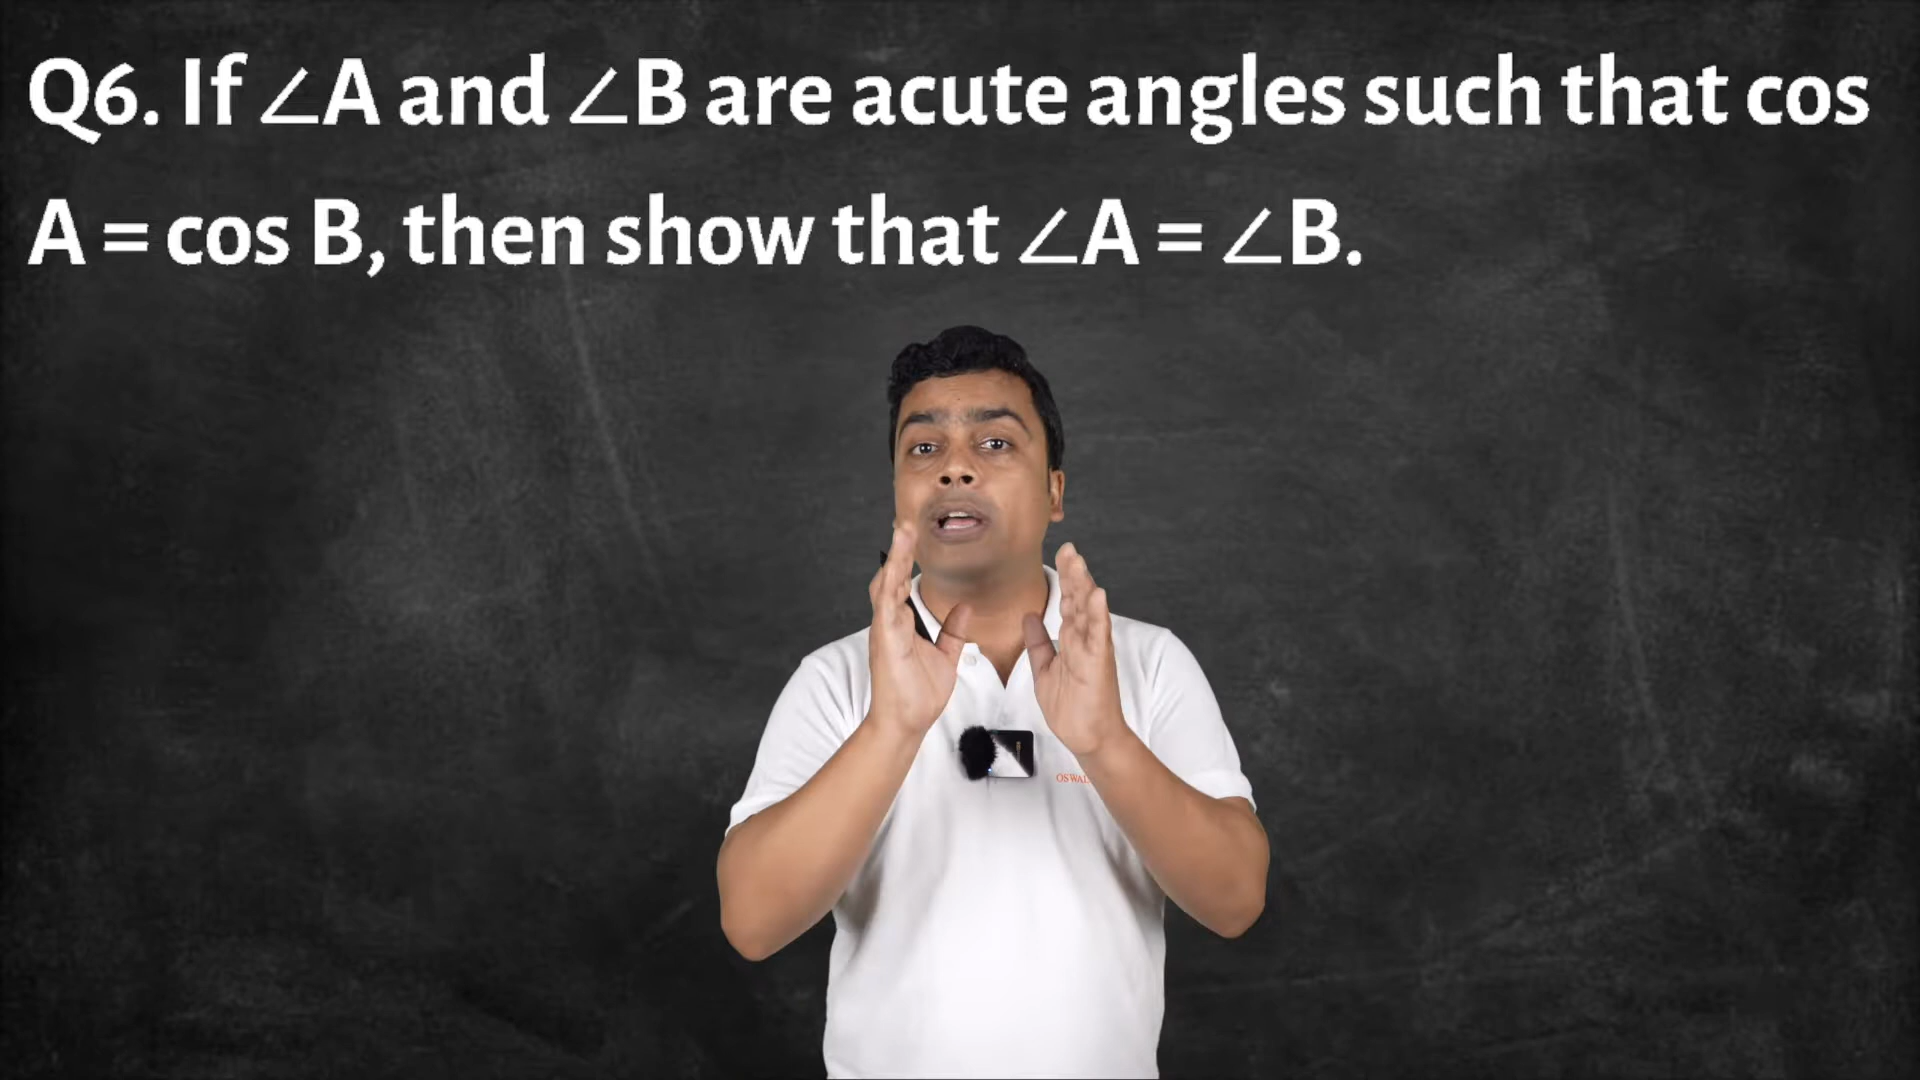 Q6. If ∠A and ∠B are acute angles such that cos
A = cos B, then show that ∠A = ∠B.